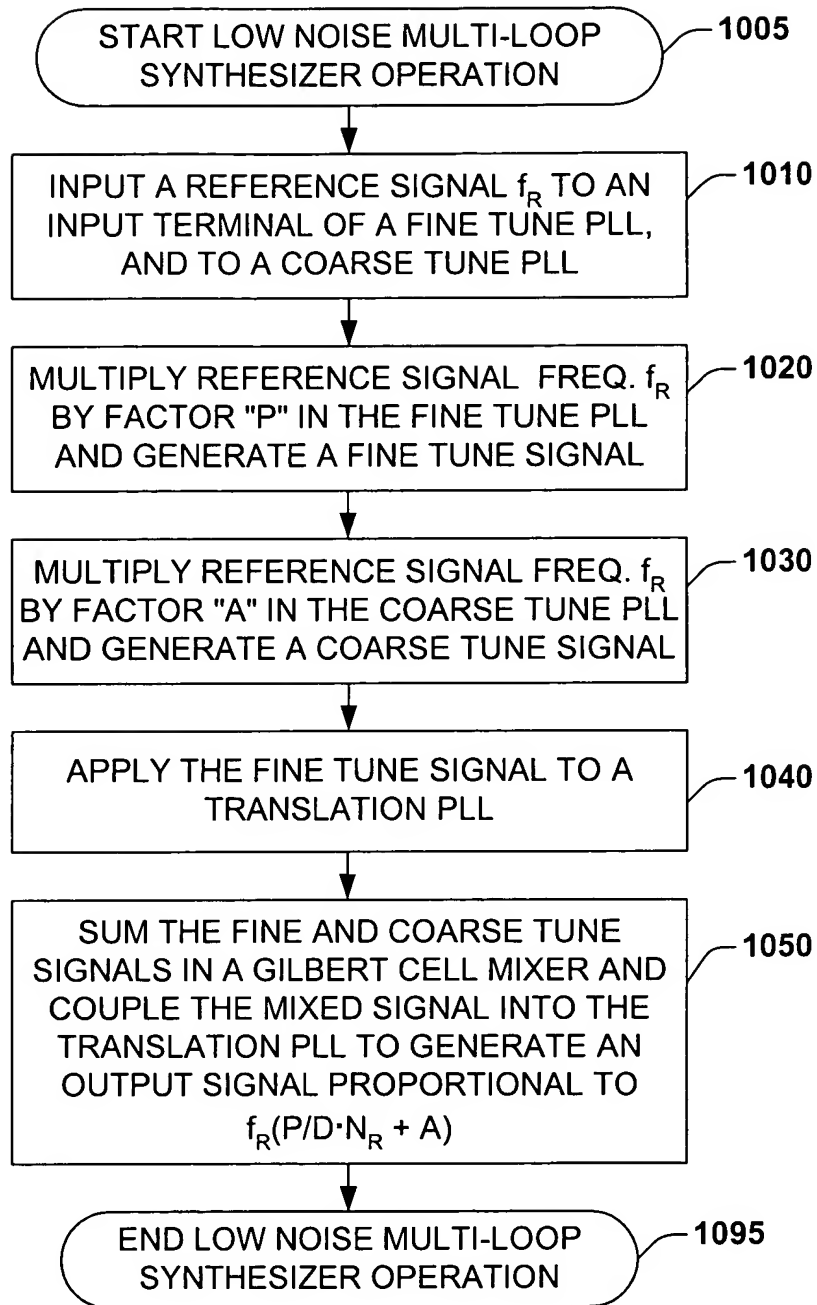 START LOW NOISE MULTI-LOOP
SYNTHESIZER OPERATION
1005
INPUT A REFERENCE SIGNAL fR TO AN
INPUT TERMINAL OF A FINE TUNE PLL,
AND TO A COARSE TUNE PLL
1010
MULTIPLY REFERENCE SIGNAL FREQ. fR
BY FACTOR "P" IN THE FINE TUNE PLL
AND GENERATE A FINE TUNE SIGNAL
1020
MULTIPLY REFERENCE SIGNAL FREQ. fR
BY FACTOR "A" IN THE COARSE TUNE PLL
AND GENERATE A COARSE TUNE SIGNAL
1030
APPLY THE FINE TUNE SIGNAL TO A
TRANSLATION PLL
1040
SUM THE FINE AND COARSE TUNE
SIGNALS IN A GILBERT CELL MIXER AND
COUPLE THE MIXED SIGNAL INTO THE
TRANSLATION PLL TO GENERATE AN
OUTPUT SIGNAL PROPORTIONAL TO
fR(P/D·NR + A)
1050
END LOW NOISE MULTI-LOOP
SYNTHESIZER OPERATION
1095